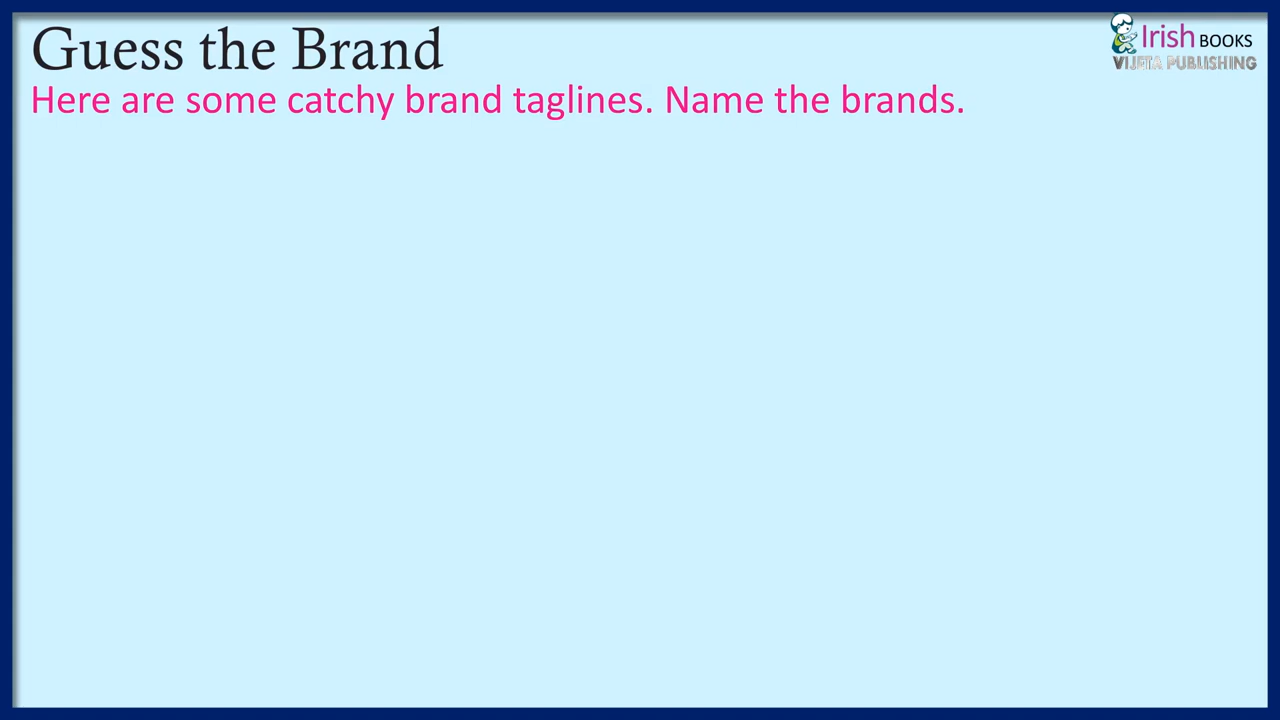 Guess the Brand
Here are some catchy brand taglines. Name the brands.
Irish BOOKS
VIJETA PUBLISHING